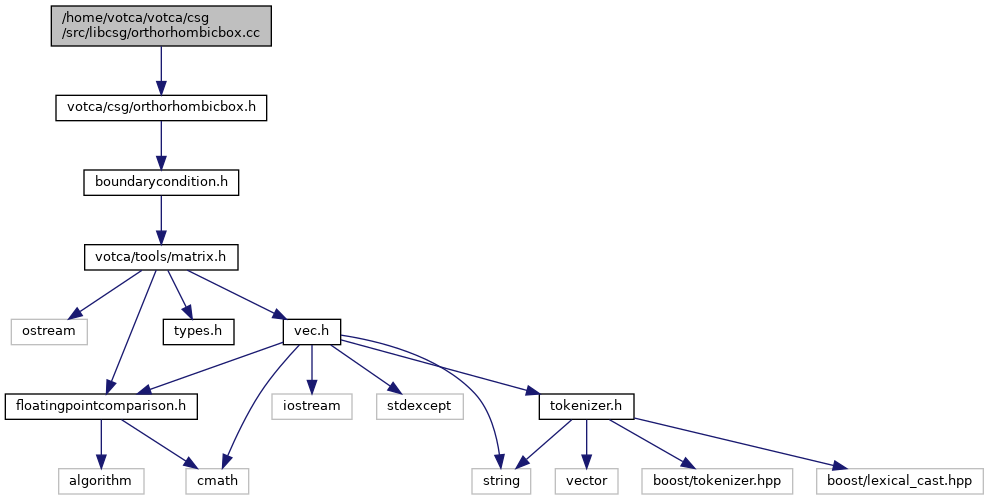 /home/votca/votca/csg
/src/libcsg/orthorhombicbox.cc
votca/csg/orthorhombicbox.h
boundarycondition.h
votca/tools/matrix.h
ostream
types.h
vec.h
floatingpointcomparison.h
iostream
stdexcept
tokenizer.h
algorithm
cmath
string
vector
boost/tokenizer.hpp
boost/lexical_cast.hpp